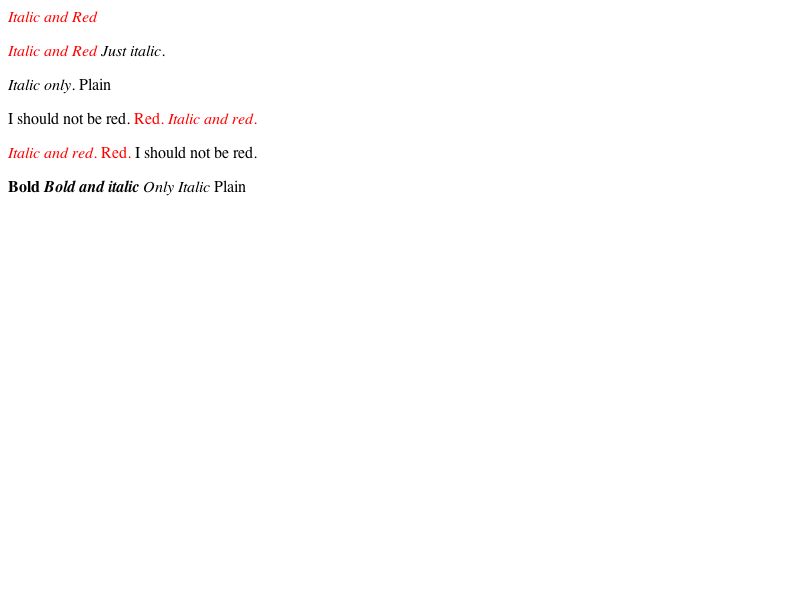 Italic and Red
Italic and Red Just italic.
Italic only. Plain
I should not be red. Red. Italic and red.
Italic and red. Red. I should not be red.
Bold Bold and italic Only Italic Plain